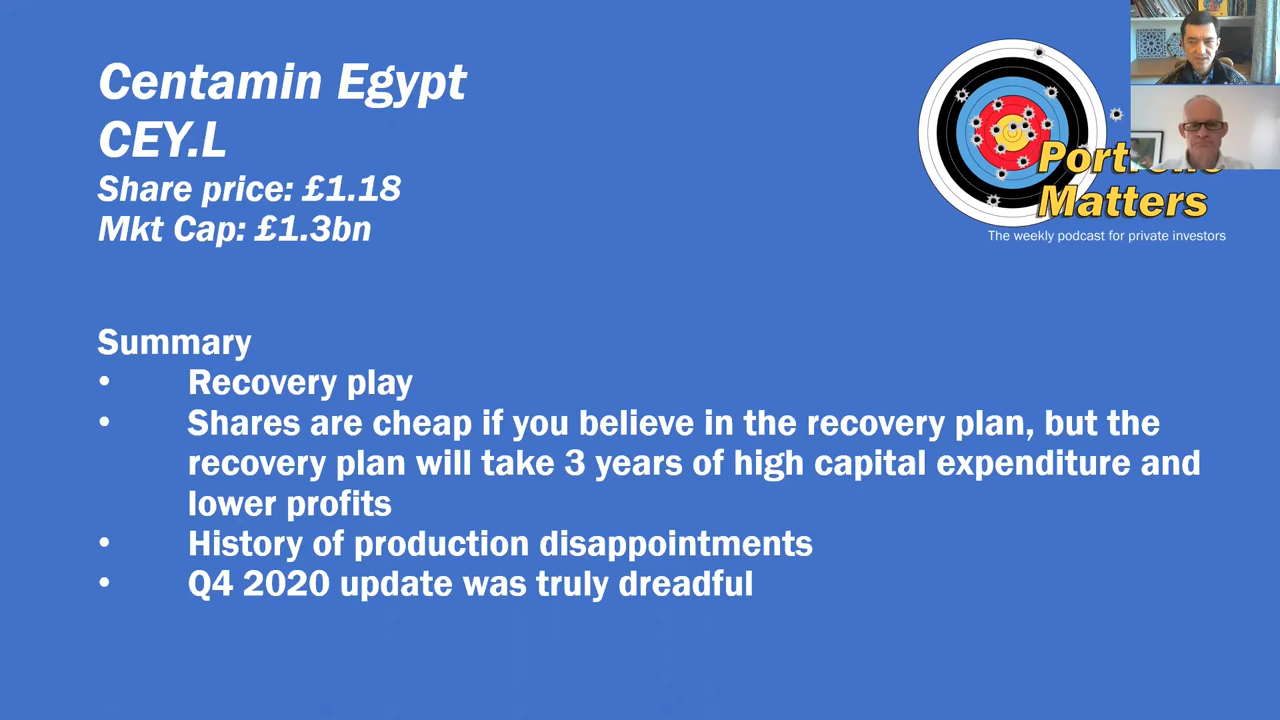 Centamin Egypt
CEY.L
Share price: £1.18
Mkt Cap: £1.3bn
Matters
The weekly podcast for private investors
Summary
• Recovery play
• Shares are cheap if you believe in the recovery plan, but the
recovery plan will take 3 years of high capital expenditure and
lower profits
• History of production disappointments
• Q4 2020 update was truly dreadful